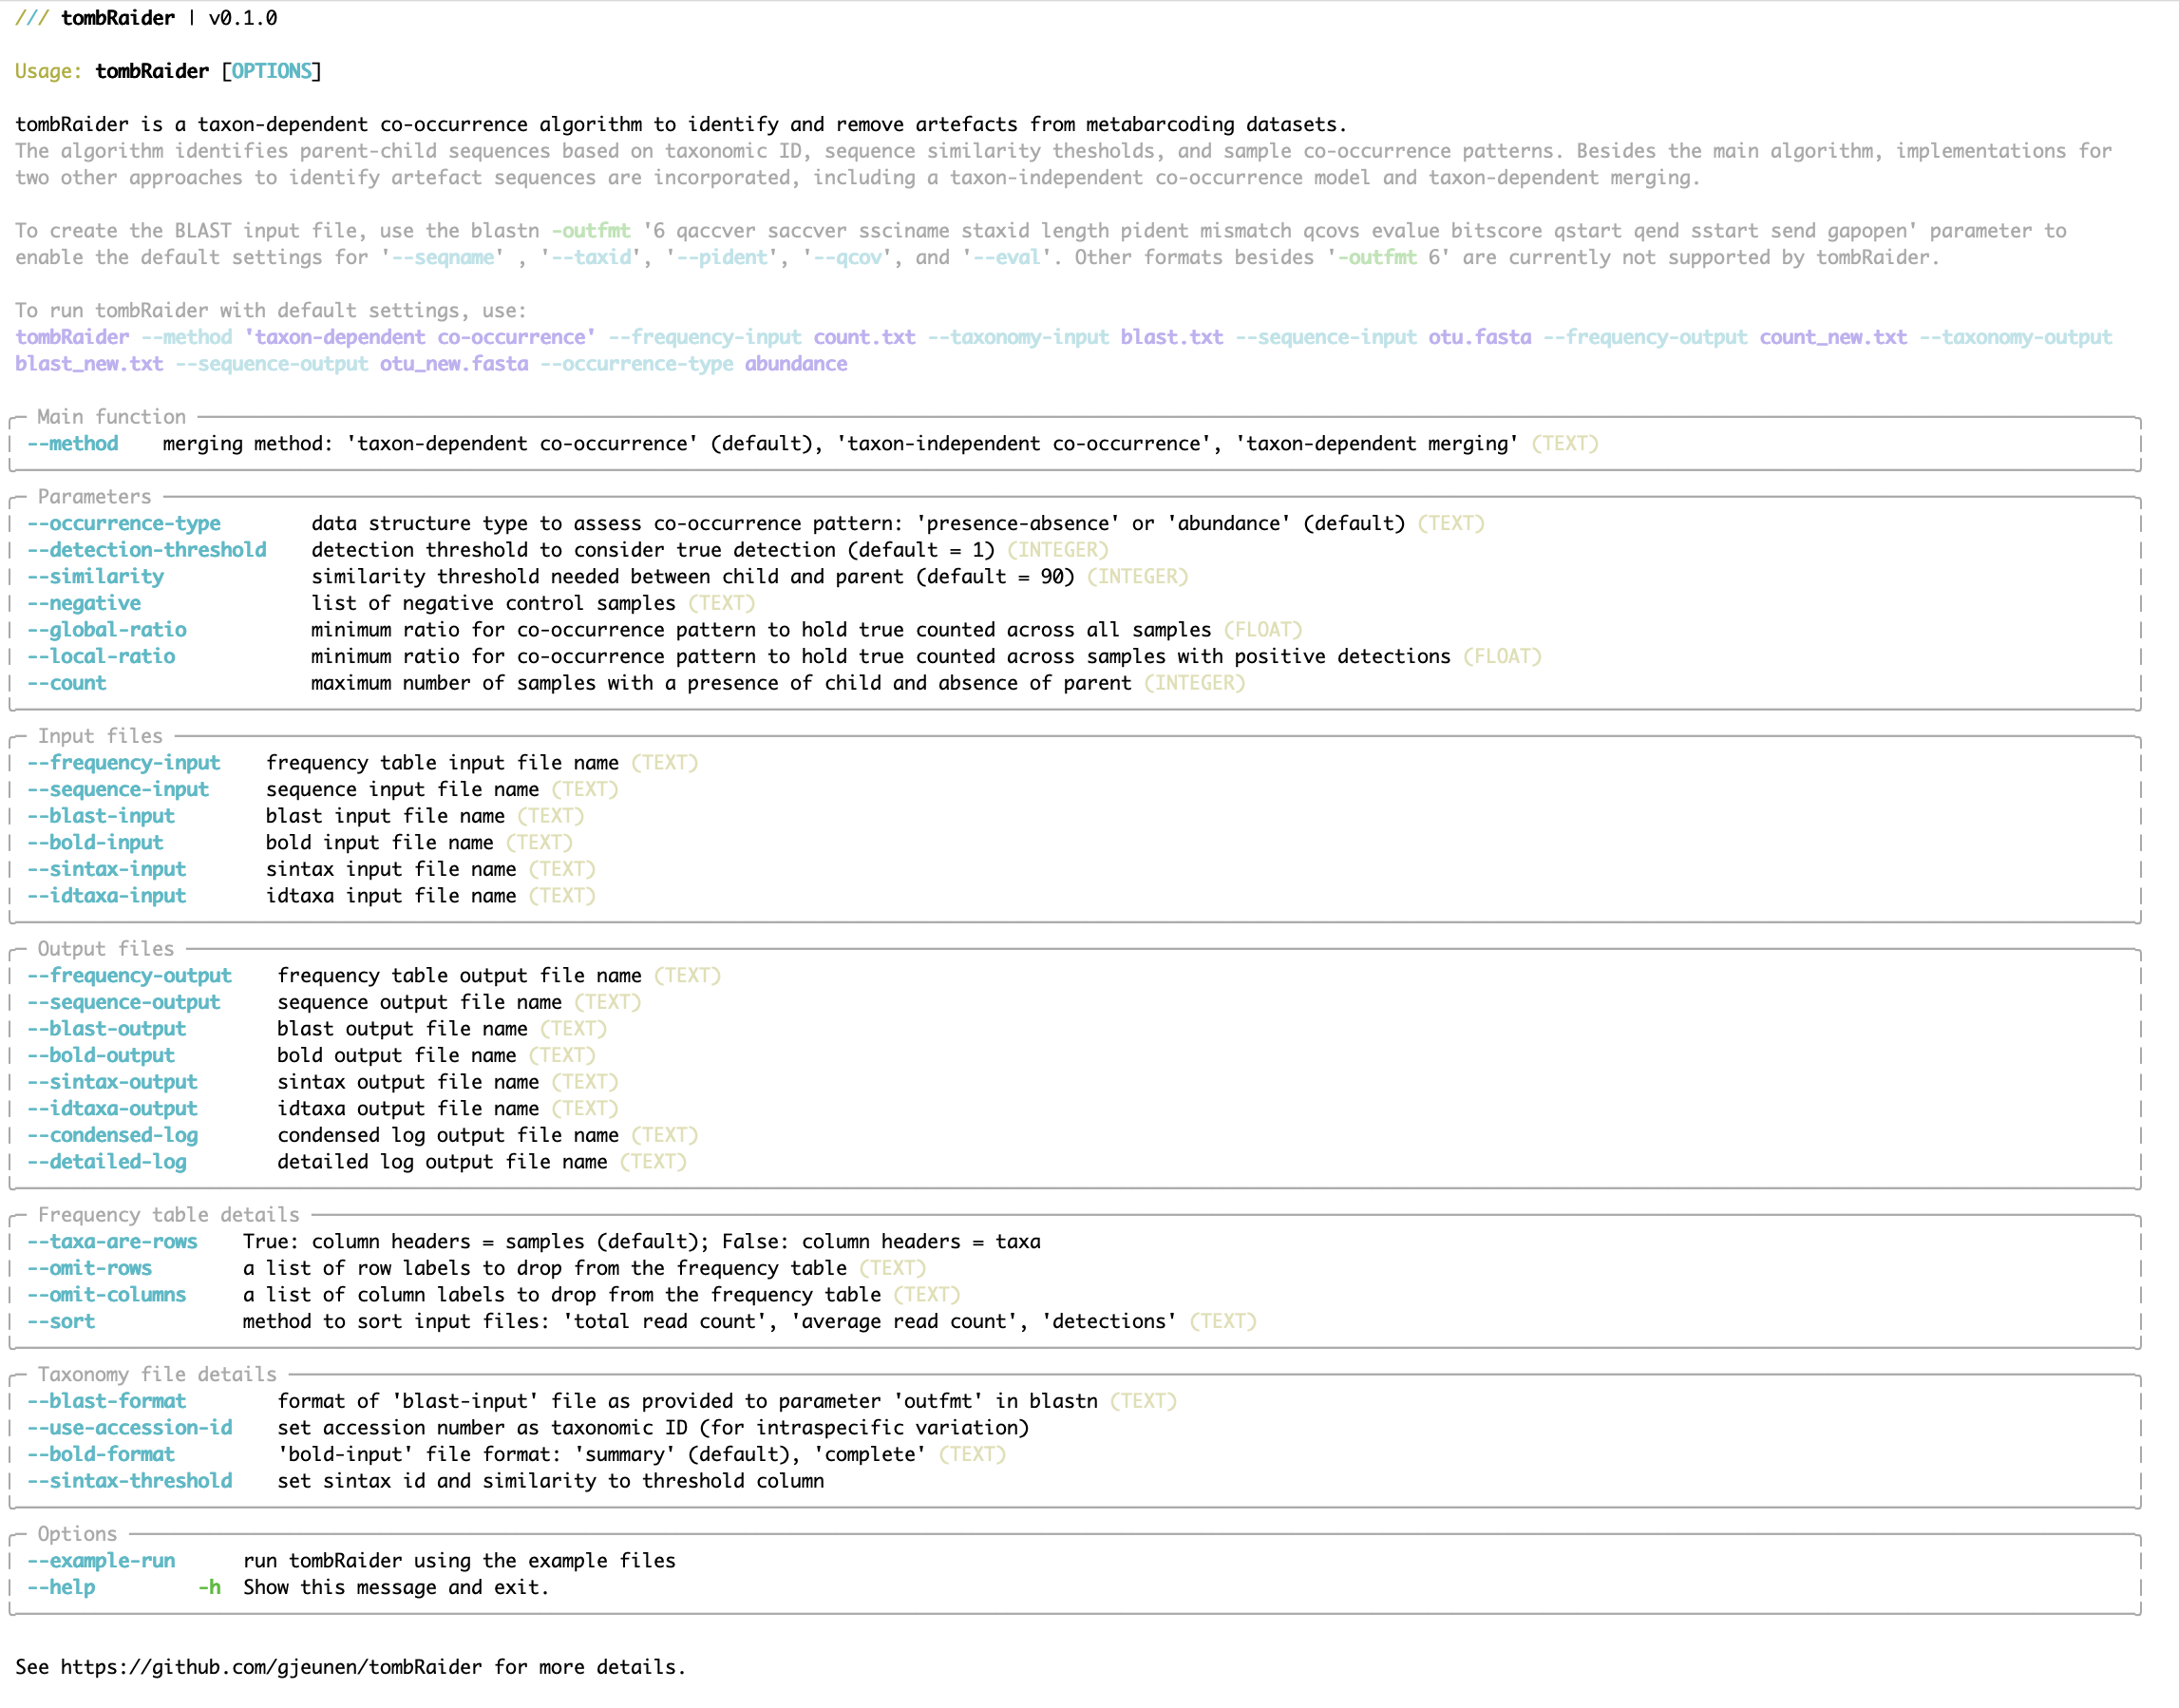 /// tombRaider | v0.1.0
Usage: tombRaider [OPTIONS]
tombRaider is a taxon-dependent co-occurrence algorithm to identify and remove artefacts from metabarcoding datasets.
The algorithm identifies parent-child sequences based on taxonomic ID, sequence similarity thesholds, and sample co-occurrence patterns. Besides the main algorithm, implementations for
two other approaches to identify artefact sequences are incorporated, including a taxon-independent co-occurrence model and taxon-dependent merging.
To create the BLAST input file, use the blastn -outfmt '6 qaccver saccver ssciname staxid length pident mismatch qcovs evalue bitscore qstart qend sstart send gapopen' parameter to
enable the default settings for '--seqname' , '--taxid', '--pident', '--qcov', and '--eval'. Other formats besides '-outfmt 6' are currently not supported by tombRaider.
To run tombRaider with default settings, use:
tombRaider --method 'taxon-dependent co-occurrence' --frequency-input count.txt --taxonomy-input blast.txt --sequence-input otu.fasta --frequency-output count_new.txt --taxonomy-output
blast_new.txt --sequence-output otu_new.fasta --occurrence-type abundance
Main function
--method merging method: 'taxon-dependent co-occurrence' (default), 'taxon-independent co-occurrence', 'taxon-dependent merging' (TEXT)
Parameters
--occurrence-type data structure type to assess co-occurrence pattern: 'presence-absence' or 'abundance' (default) (TEXT)
--detection-threshold detection threshold to consider true detection (default = 1) (INTEGER)
--similarity similarity threshold needed between child and parent (default = 90) (INTEGER)
--negative list of negative control samples (TEXT)
--global-ratio minimum ratio for co-occurrence pattern to hold true counted across all samples (FLOAT)
--local-ratio minimum ratio for co-occurrence pattern to hold true counted across samples with positive detections (FLOAT)
--count maximum number of samples with a presence of child and absence of parent (INTEGER)
Input files
--frequency-input frequency table input file name (TEXT)
--sequence-input sequence input file name (TEXT)
--blast-input blast input file name (TEXT)
--bold-input bold input file name (TEXT)
--sintax-input sintax input file name (TEXT)
--idtaxa-input idtaxa input file name (TEXT)
Output files
--frequency-output frequency table output file name (TEXT)
--sequence-output sequence output file name (TEXT)
--blast-output blast output file name (TEXT)
--bold-output bold output file name (TEXT)
--sintax-output sintax output file name (TEXT)
--idtaxa-output idtaxa output file name (TEXT)
--condensed-log condensed log output file name (TEXT)
--detailed-log detailed log output file name (TEXT)
Frequency table details
--taxa-are-rows True: column headers = samples (default); False: column headers = taxa
--omit-rows a list of row labels to drop from the frequency table (TEXT)
--omit-columns a list of column labels to drop from the frequency table (TEXT)
--sort method to sort input files: 'total read count', 'average read count', 'detections' (TEXT)
Taxonomy file details
--blast-format format of 'blast-input' file as provided to parameter 'outfmt' in blastn (TEXT)
--use-accession-id set accession number as taxonomic ID (for intraspecific variation)
--bold-format 'bold-input' file format: 'summary' (default), 'complete' (TEXT)
--sintax-threshold set sintax id and similarity to threshold column
Options
--example-run run tombRaider using the example files
--help -h Show this message and exit.
See https://github.com/gjeunen/tombRaider for more details.